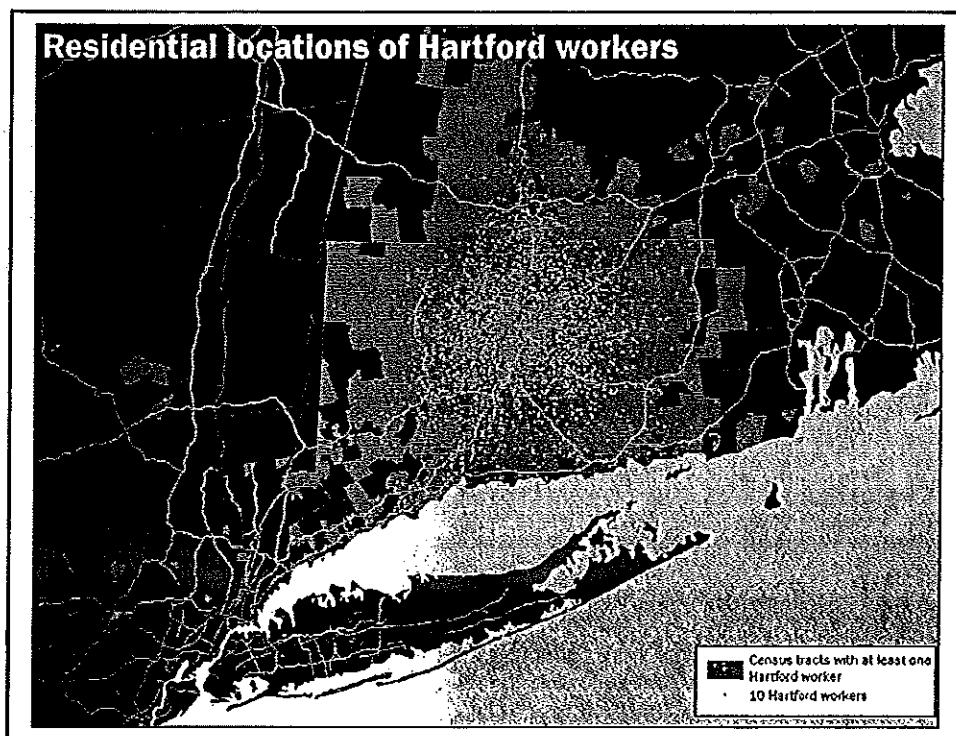 Residential locations of Hartford workers
Census tracts with at least one
Hartford worker
10 Hartford workers